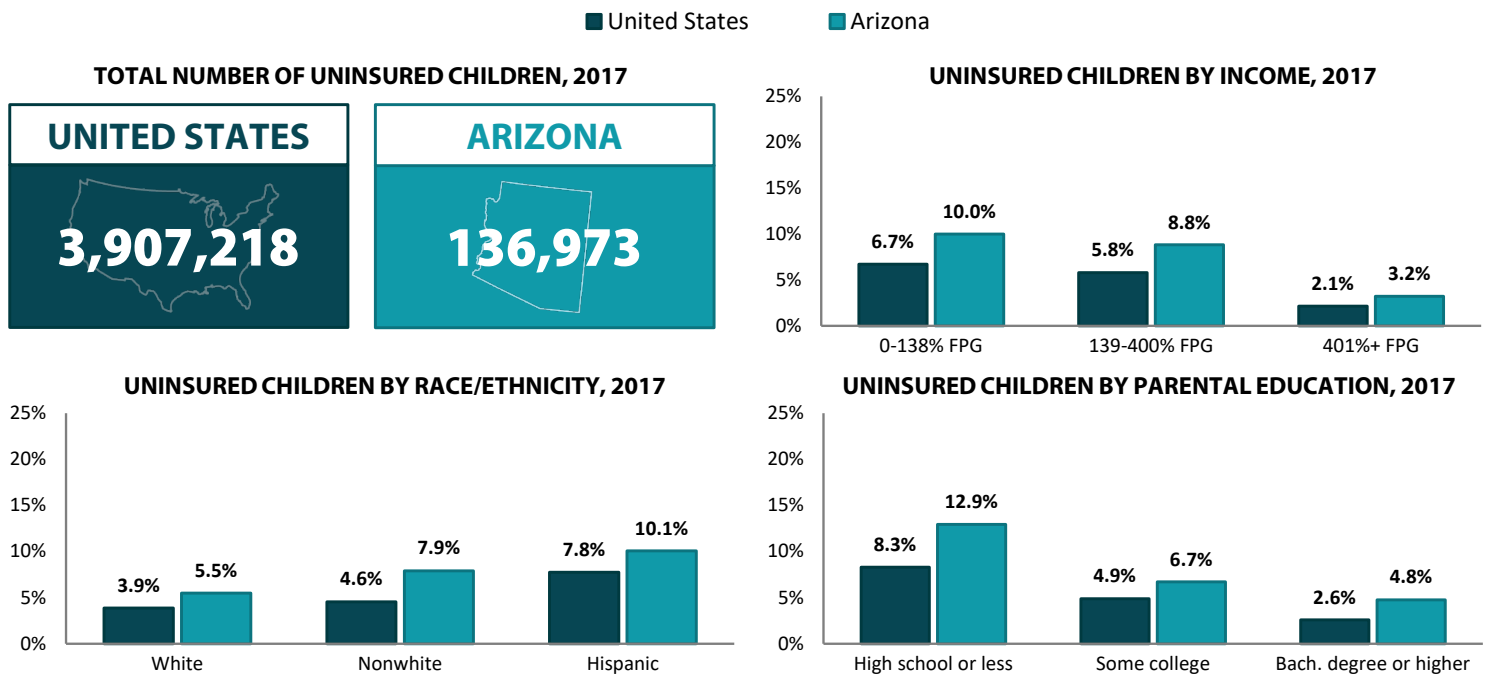 United States Arizona
TOTAL NUMBER OF UNINSURED CHILDREN, 2017
UNITED STATES
3,907,218
ARIZONA
136,973
UNINSURED CHILDREN BY INCOME, 2017
25%
20%
15%
10%
5%
0%
6.7% 10.0% 5.8% 8.8% 2.1% 3.2%
0-138% FPG 139-400% FPG 401%+ FPG
UNINSURED CHILDREN BY RACE/ETHNICITY, 2017
25%
20%
15%
10%
5%
0%
3.9% 5.5% 4.6% 7.9% 7.8% 10.1%
White Nonwhite Hispanic
UNINSURED CHILDREN BY PARENTAL EDUCATION, 2017
25%
20%
15%
10%
5%
0%
8.3% 12.9% 4.9% 6.7% 2.6% 4.8%
High school or less Some college Bach. degree or higher